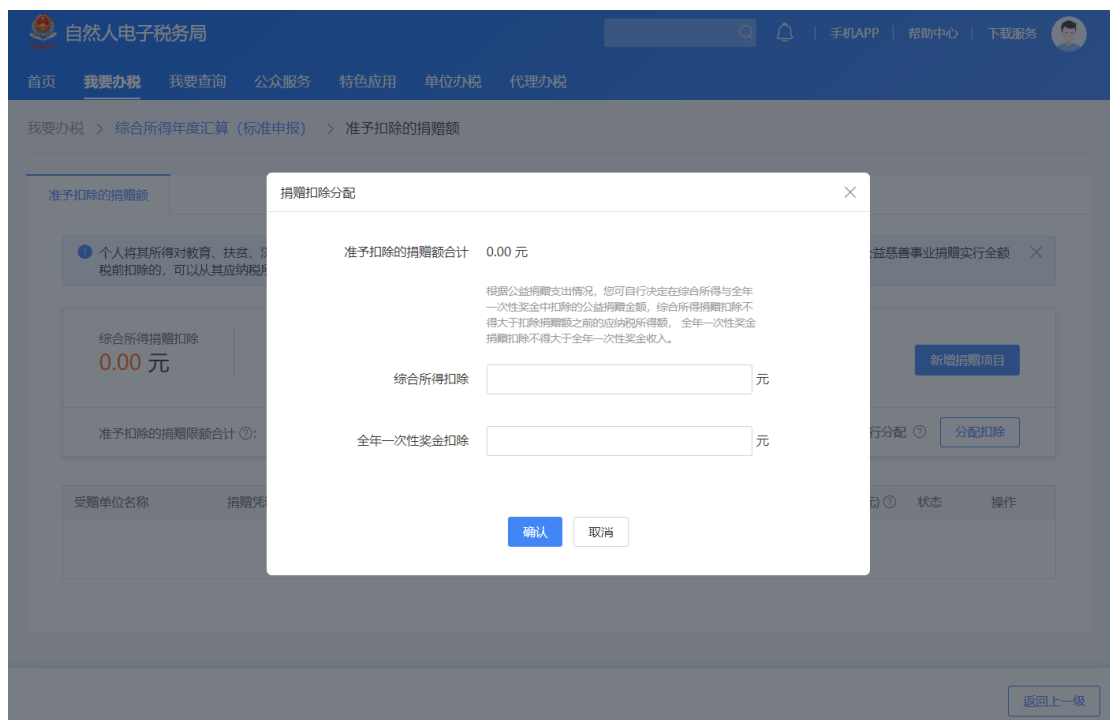 自然人电子税务局
手机APP | 帮助中心 | 下载服务
首页 我要办税 我要查询 公众服务 特色应用 单位办税 代理办税
我要办税 > 综合所得年度汇算（标准申报） > 准予扣除的捐赠额
准予扣除的捐赠额
捐赠扣除分配
个人将其所得对教育、扶贫、
益慈善事业捐赠实行全额
税前扣除的，可以从其应纳税
准予扣除的捐赠额合计 0.00 元
根据公益捐赠支出情况，您可自行决定在综合所得与全年
一次性奖金中扣除的公益捐赠金额，综合所得捐赠扣除不
得大于扣除捐赠额之前的应纳税所得额， 全年一次性奖金
捐赠扣除不得大于全年一次性奖金收入。
综合所得捐赠扣除
0.00 元
新增捐赠项目
综合所得扣除 元
准予扣除的捐赠限额合计 ?:
全年一次性奖金扣除 元
行分配 ? 分配扣除
受赠单位名称 捐赠凭
元) ? 状态 操作
确认 取消
返回上一级